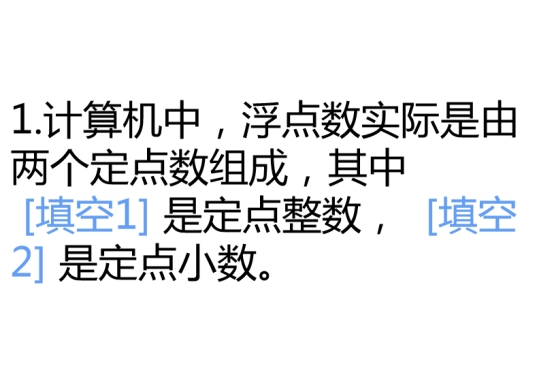 1.计算机中，浮点数实际是由
两个定点数组成，其中
[填空1] 是定点整数， [填空
2] 是定点小数。